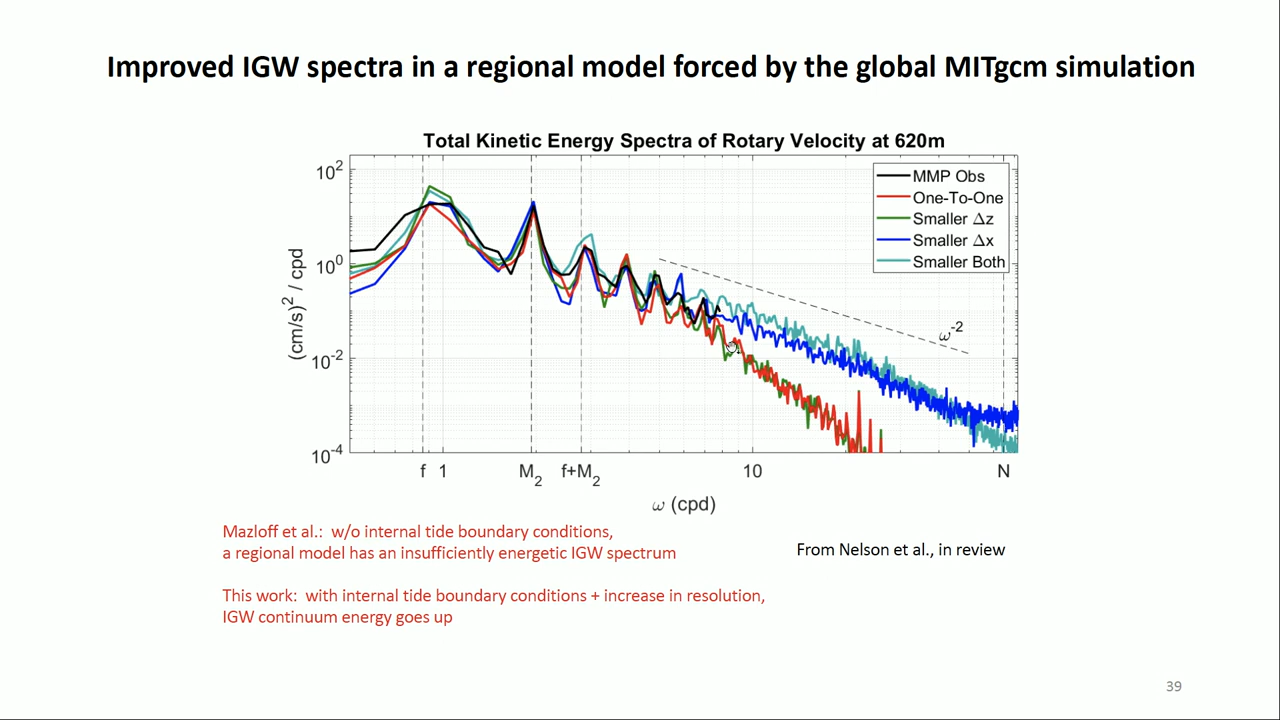 Improved IGW spectra in a regional model forced by the global MITgcm simulation
Total Kinetic Energy Spectra of Rotary Velocity at 620m
10²
10⁰
10⁻²
10⁻⁴
(cm/s)² / cpd
MMP Obs
One-To-One
Smaller Δz
Smaller Δx
Smaller Both
ω⁻²
f 1 M₂ f+M₂ 10 N
ω (cpd)
Mazloff et al.: w/o internal tide boundary conditions,
a regional model has an insufficiently energetic IGW spectrum
From Nelson et al., in review
This work: with internal tide boundary conditions + increase in resolution,
IGW continuum energy goes up
39